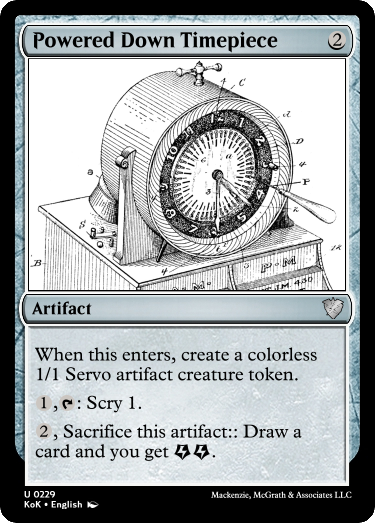 Powered Down Timepiece 2
Artifact
When this enters, create a colorless
1/1 Servo artifact creature token.
1, : Scry 1.
2, Sacrifice this artifact:: Draw a
card and you get .
U 0229
KoK • English
Mackenzie, McGrath & Associates LLC